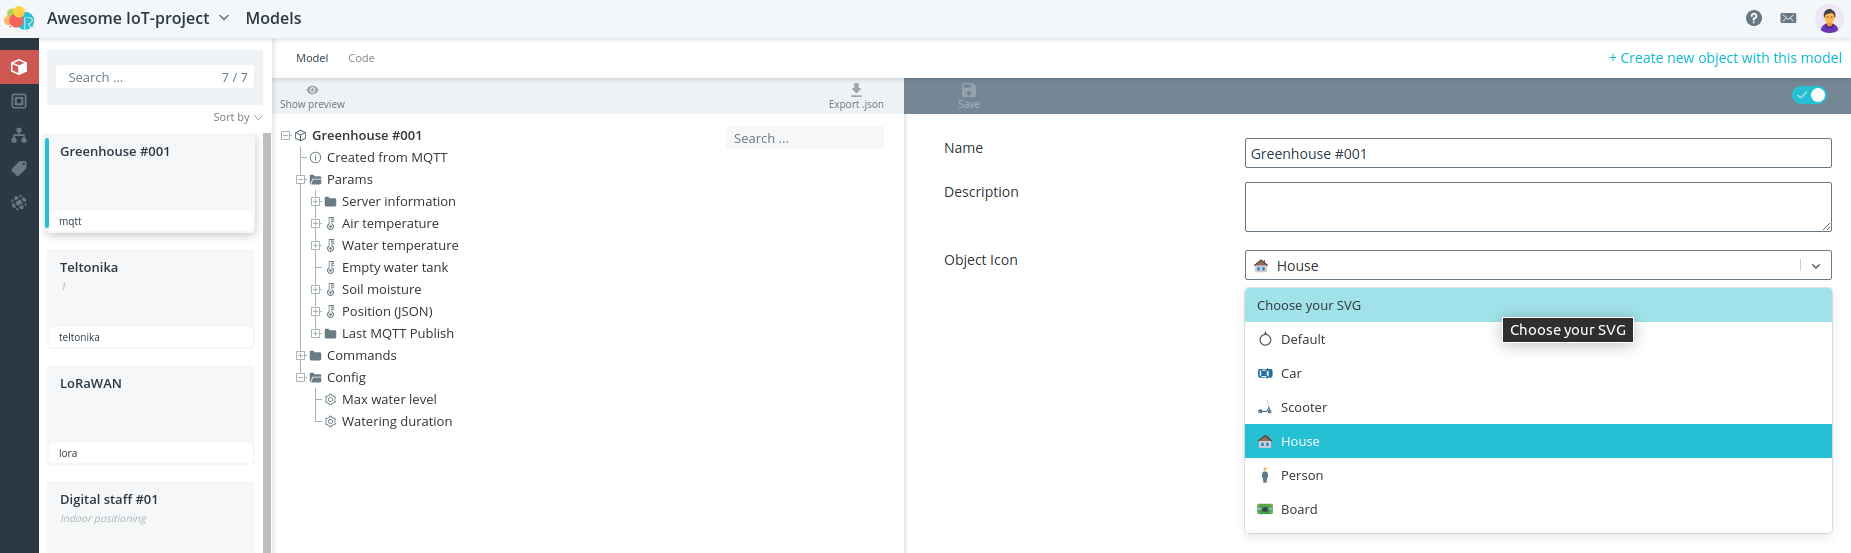 Awesome IoT-project Models
Search ... 7 / 7
Sort by
Greenhouse #001
mqtt
Teltonika
1
teltonika
LoRaWAN
lora
Digital staff #01
Indoor positioning
Model Code
+ Create new object with this model
Show preview
Export .json
Save
Greenhouse #001
Search ...
Created from MQTT
Params
Server information
Air temperature
Water temperature
Empty water tank
Soil moisture
Position (JSON)
Last MQTT Publish
Commands
Config
Max water level
Watering duration
Name
Greenhouse #001
Description
Object Icon
House
Choose your SVG
Choose your SVG
Default
Car
Scooter
House
Person
Board